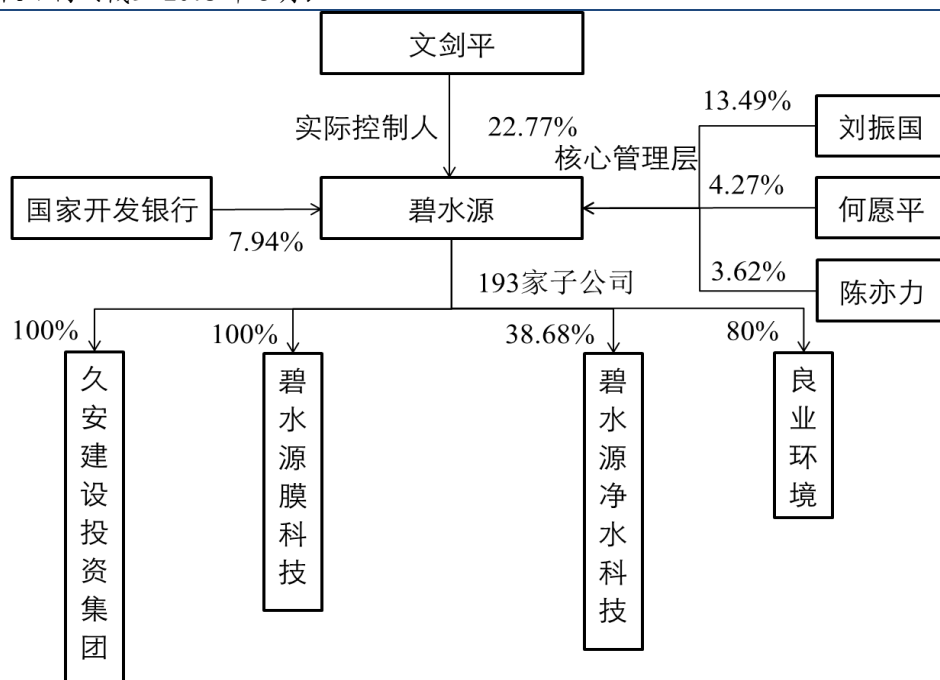 文剑平
实际控制人
22.77%
13.49%
刘振国
核心管理层
国家开发银行
7.94%
碧水源
4.27%
何愿平
3.62%
陈亦力
193家子公司
100%
100%
38.68%
80%
久安建设投资集团
碧水源膜科技
碧水源净水科技
良业环境